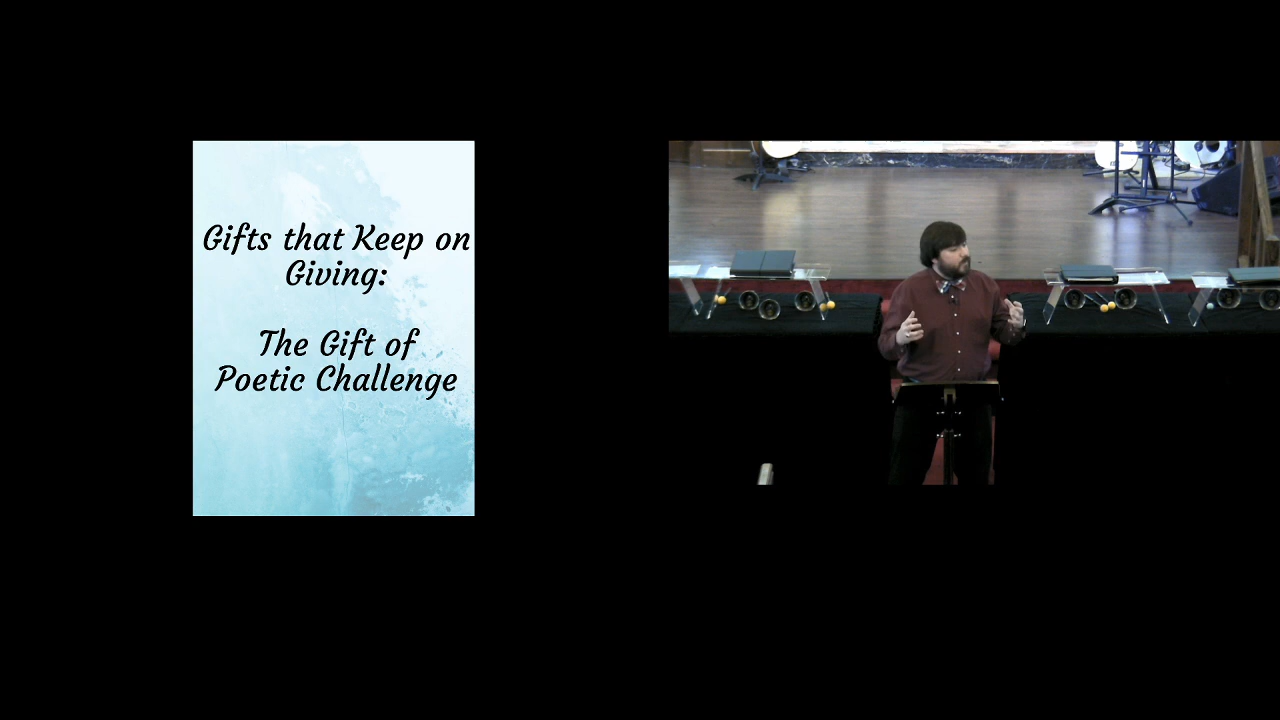 Gifts that Keep on
Giving:
The Gift of
Poetic Challenge